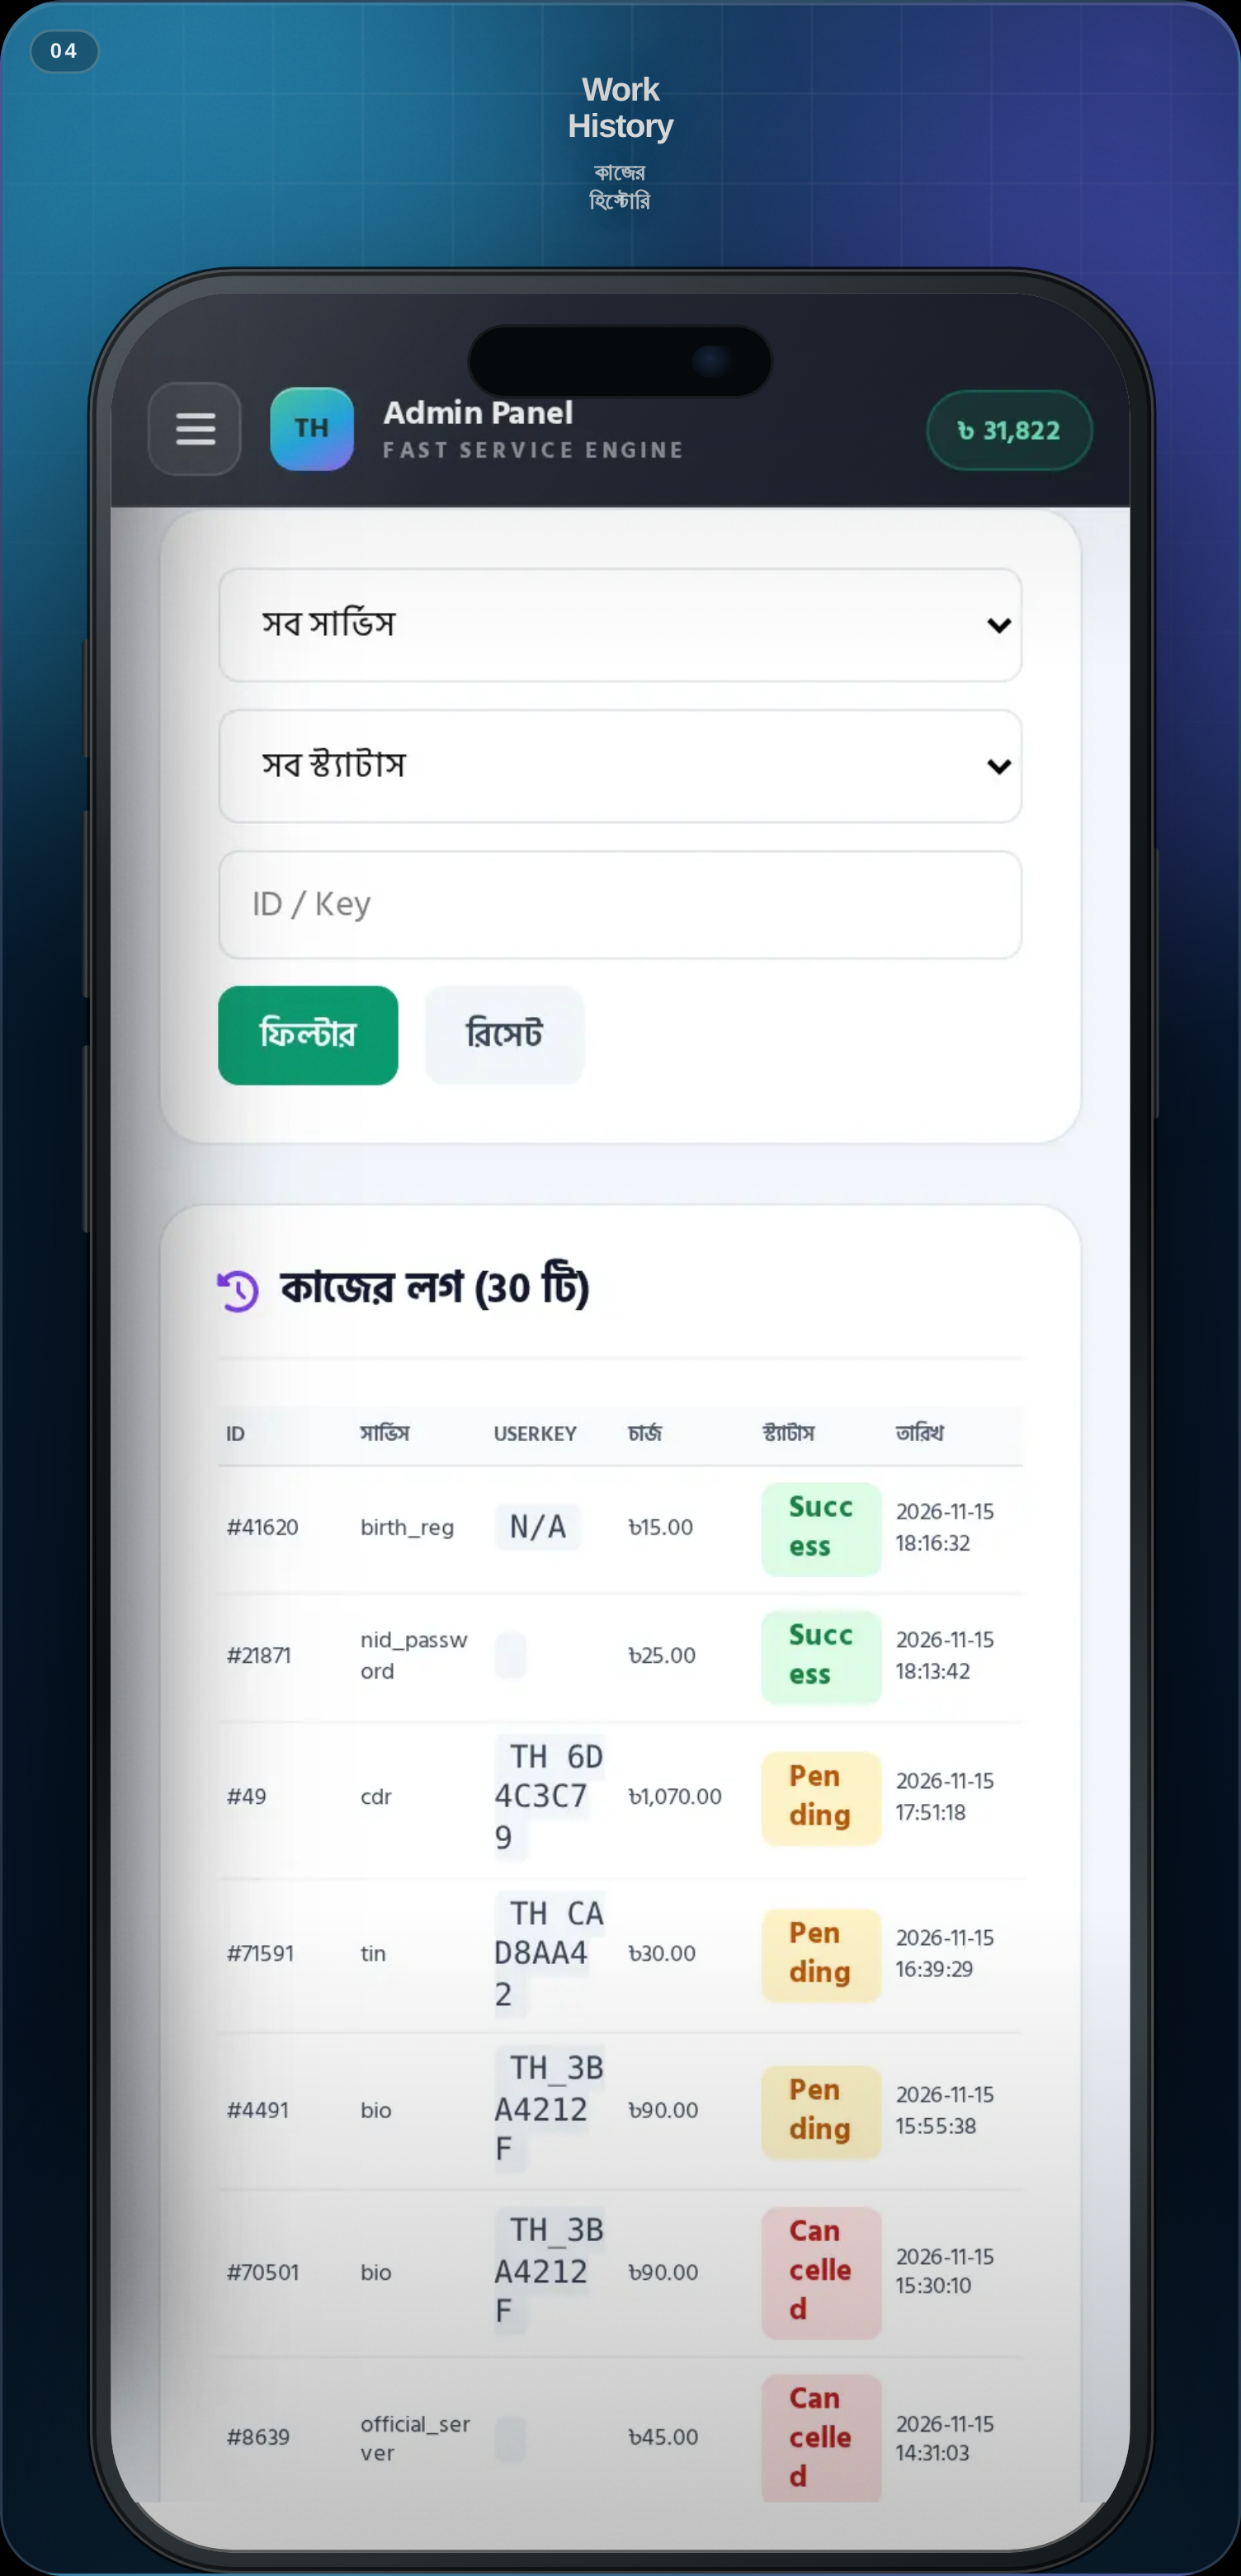 04
Work
History
কাজের
হিস্টোরি
TH
Admin Panel
FAST SERVICE ENGINE
৳ 31,822
সব সার্ভিস
সব স্ট্যাটাস
ID / Key
ফিল্টার
রিসেট
কাজের লগ (30 টি)
ID সার্ভিস USERKEY চার্জ স্ট্যাটাস তারিখ
#41620 birth_reg N/A ৳15.00 Succ
ess 2026-11-15
18:16:32
#21871 nid_passw
ord ৳25.00 Succ
ess 2026-11-15
18:13:42
#49 cdr TH 6D
4C3C7
9 ৳1,070.00 Pen
ding 2026-11-15
17:51:18
#71591 tin TH CA
D8AA4
2 ৳30.00 Pen
ding 2026-11-15
16:39:29
#4491 bio TH_3B
A4212
F ৳90.00 Pen
ding 2026-11-15
15:55:38
#70501 bio TH_3B
A4212
F ৳90.00 Can
celle
d 2026-11-15
15:30:10
#8639 official_ser
ver ৳45.00 Can
celle
d 2026-11-15
14:31:03